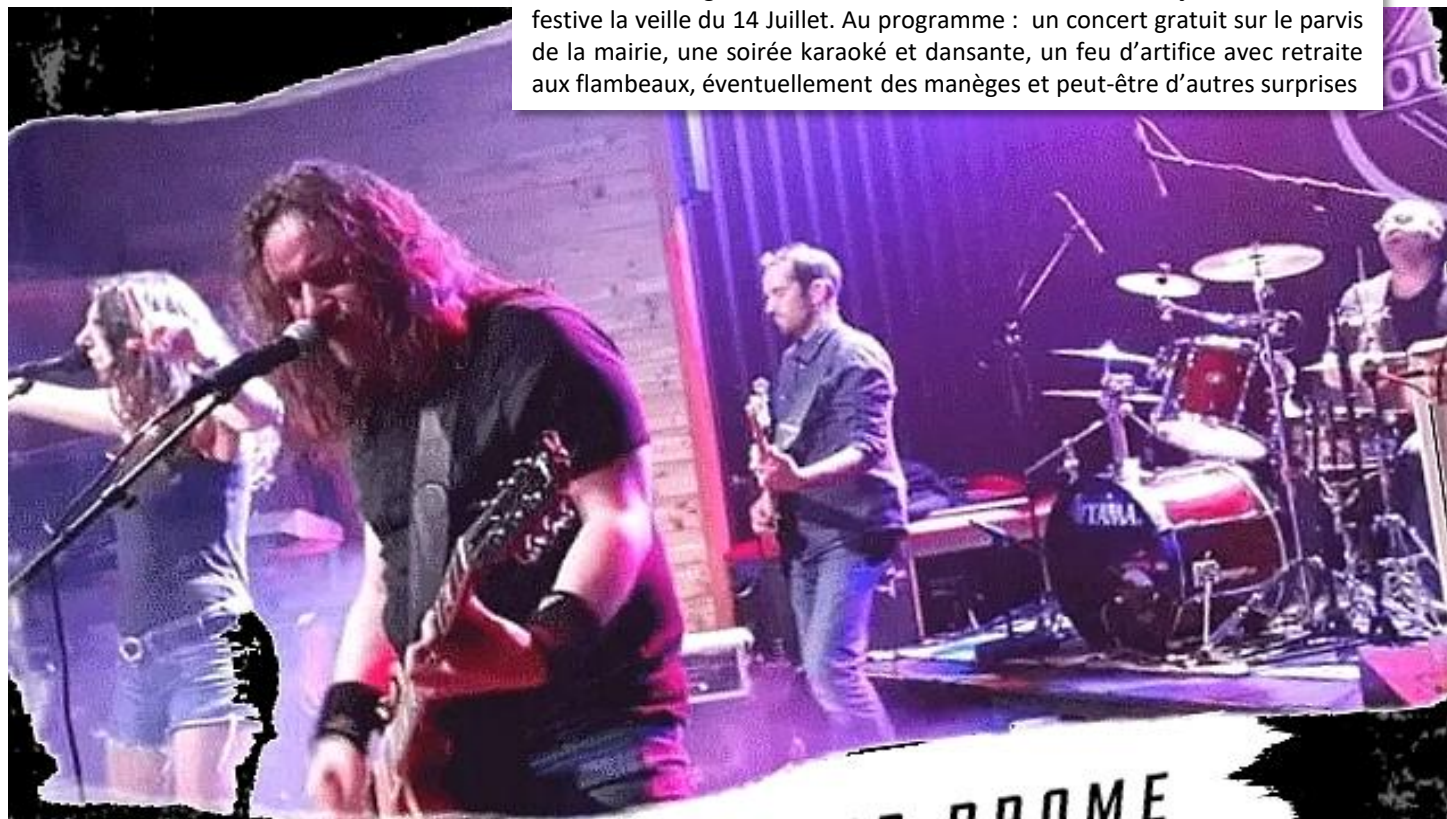 festive la veille du 14 Juillet. Au programme : un concert gratuit sur le parvis
de la mairie, une soirée karaoké et dansante, un feu d’artifice avec retraite
aux flambeaux, éventuellement des manèges et peut-être d’autres surprises
TAMA